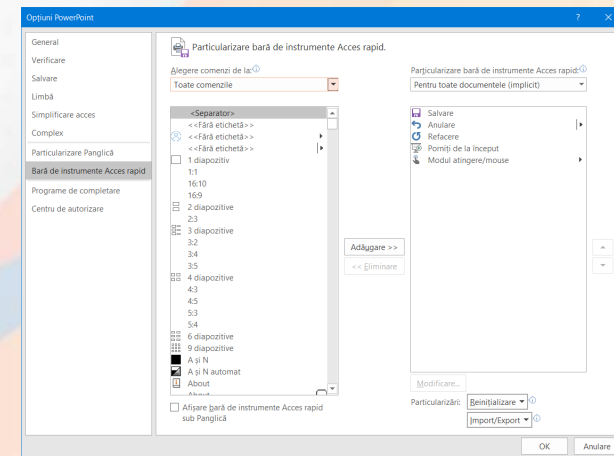 Opțiuni PowerPoint
?
General
Verificare
Salvare
Limbă
Simplificare acces
Complex
Particularizare Panglică
Bară de instrumente Acces rapid
Programe de completare
Centru de autorizare
Particularizare bară de instrumente Acces rapid.
Alegere comenzi de la:
Toate comenzile
<Separator>
<<Fără etichetă>>
<<Fără etichetă>>
<<Fără etichetă>>
1 diapozitiv
1:1
16:10
16:9
2 diapozitive
2:3
3 diapozitive
3:2
3:4
3:5
4 diapozitive
4:3
4:5
5:3
5:4
6 diapozitive
9 diapozitive
A și N
A și N automat
About
About
Afișare bară de instrumente Acces rapid
sub Panglică
Adăugare >>
<< Eliminare
Particularizare bară de instrumente Acces rapid:
Pentru toate documentele (implicit)
Salvare
Anulare
Refacere
Porniți de la început
Modul atingere/mouse
Modificare...
Particularizări:
Reinițializare
Import/Export
OK
Anulare